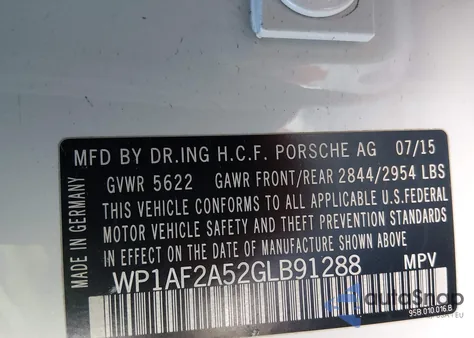 MFD BY DR.ING H.C.F. PORSCHE AG 07/15
GVWR 5622 GAWR FRONT/REAR 2844/2954 LBS
THIS VEHICLE CONFORMS TO ALL APPLICABLE U.S.FEDERAL
MOTOR VEHICLE SAFETY AND THEFT PREVENTION STANDARDS
IN EFFECT ON THE DATE OF MANUFACTURE SHOWN ABOVE
WP1AF2A52GLB91288 MPV
MADE IN GERMANY
autoSnap
95B.010.016.B